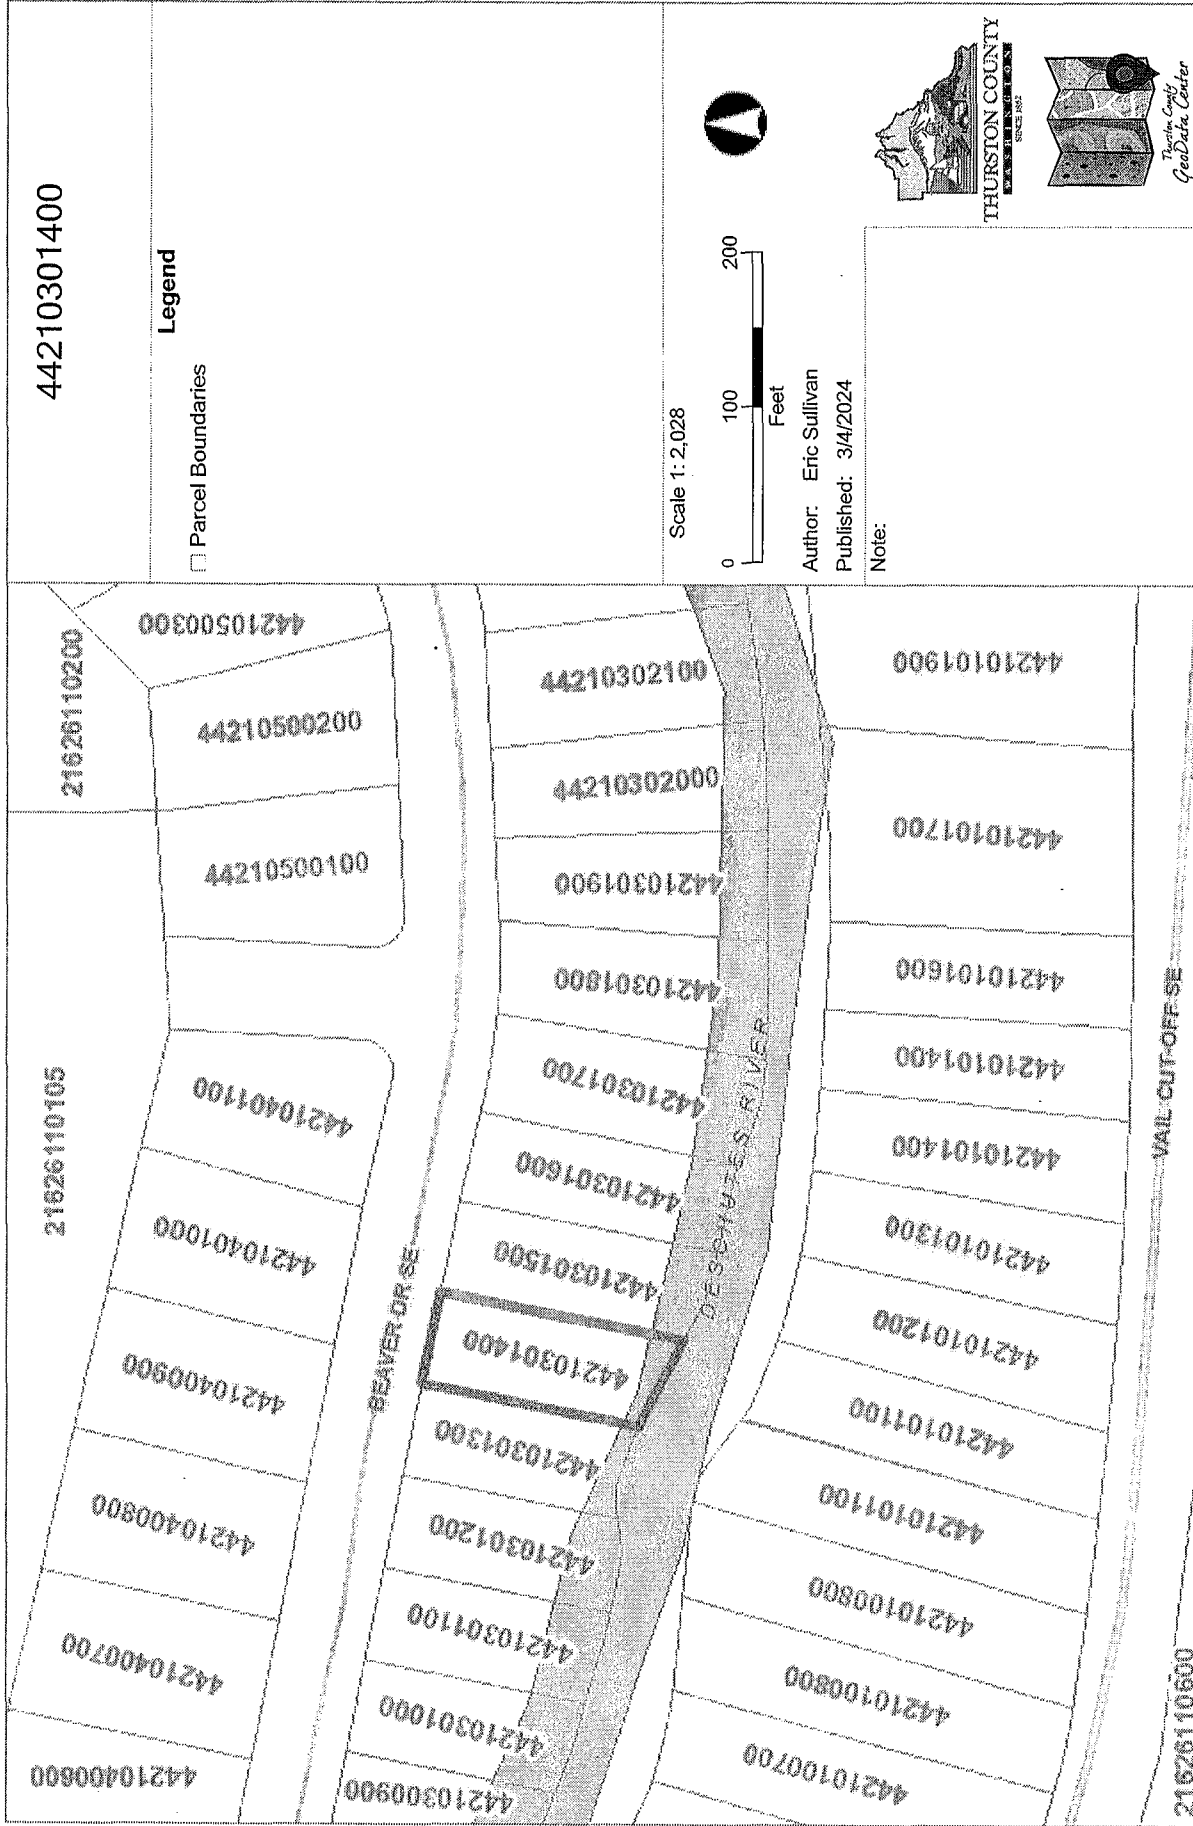 44210301400
Legend
Parcel Boundaries
Scale 1: 2,028
0 100 200
Feet
Author: Eric Sullivan
Published: 3/4/2024
Note:
THURSTON COUNTY
WASHINGTON
SINCE 1852
Thurston County
GeoData Center
21626110105
21626110200
44210400600
44210400700
44210400800
44210400900
44210401000
44210401100
44210500100
44210500200
44210500300
BEAVER DR SE
44210300900
44210301000
44210301100
44210301200
44210301300
44210301400
44210301500
44210301600
44210301700
44210301800
44210301900
44210302000
44210302100
DESCHUTES RIVER
44210100700
44210100800
44210100800
44210101100
44210101100
44210101200
44210101300
44210101400
44210101400
44210101600
44210101700
44210101900
VAIL CUT-OFF SE
21626110600